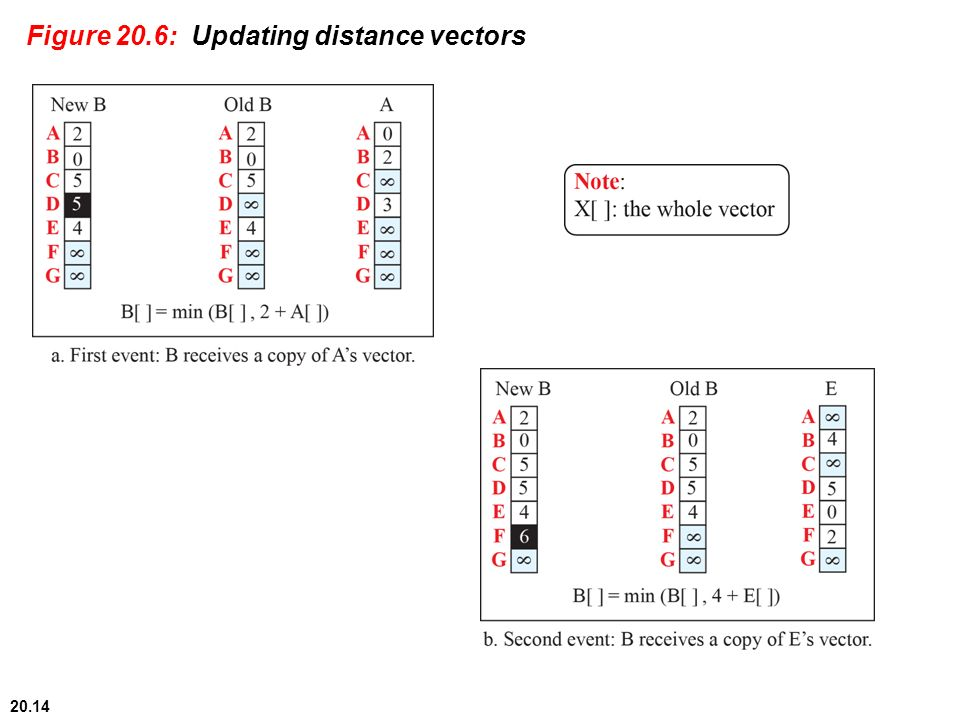 Figure 20.6: Updating distance vectors
New B Old B A
A 2 A 2 A 0
B 0 B 0 B 2
C 5 C 5 C ∞
D 5 D ∞ D 3
E 4 E 4 E ∞
F ∞ F ∞ F ∞
G ∞ G ∞ G ∞
B[ ] = min (B[ ] , 2 + A[ ])
a. First event: B receives a copy of A’s vector.
Note:
X[ ]: the whole vector
New B Old B E
A 2 A 2 A ∞
B 0 B 0 B 4
C 5 C 5 C ∞
D 5 D 5 D 5
E 4 E 4 E 0
F 6 F ∞ F 2
G ∞ G ∞ G ∞
B[ ] = min (B[ ] , 4 + E[ ])
b. Second event: B receives a copy of E’s vector.
20.14